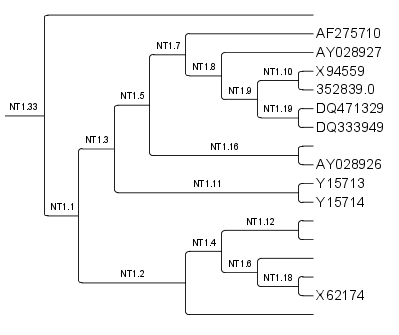 AF275710
NT1.7
AY028927
NT1.8
X94559
NT1.10
352839.0
NT1.9
NT1.5
DQ471329
NT1.19
NT1.33
DQ333949
NT1.3
NT1.16
AY028926
Y15713
NT1.11
Y15714
NT1.1
NT1.12
NT1.4
NT1.6
NT1.2
NT1.18
X62174